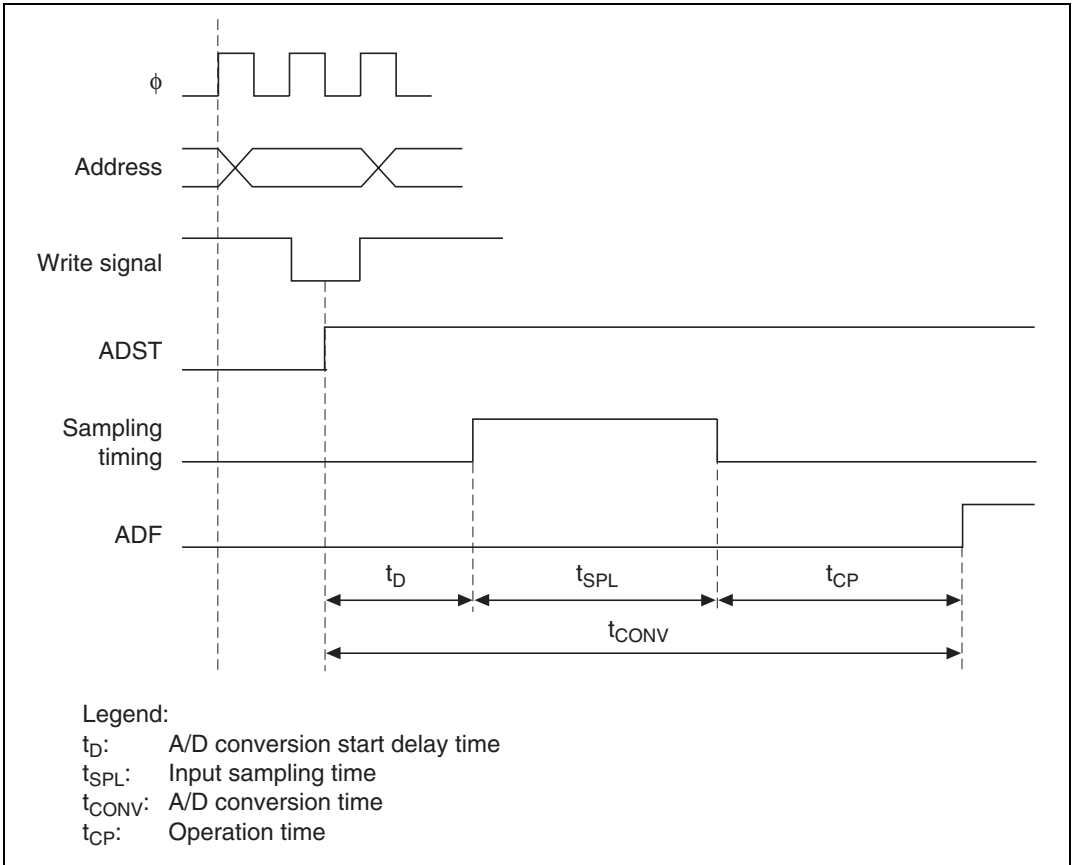 ϕ
Address
Write signal
ADST
Sampling
timing
ADF
tD
tSPL
tCP
tCONV
Legend:
tD: A/D conversion start delay time
tSPL: Input sampling time
tCONV: A/D conversion time
tCP: Operation time